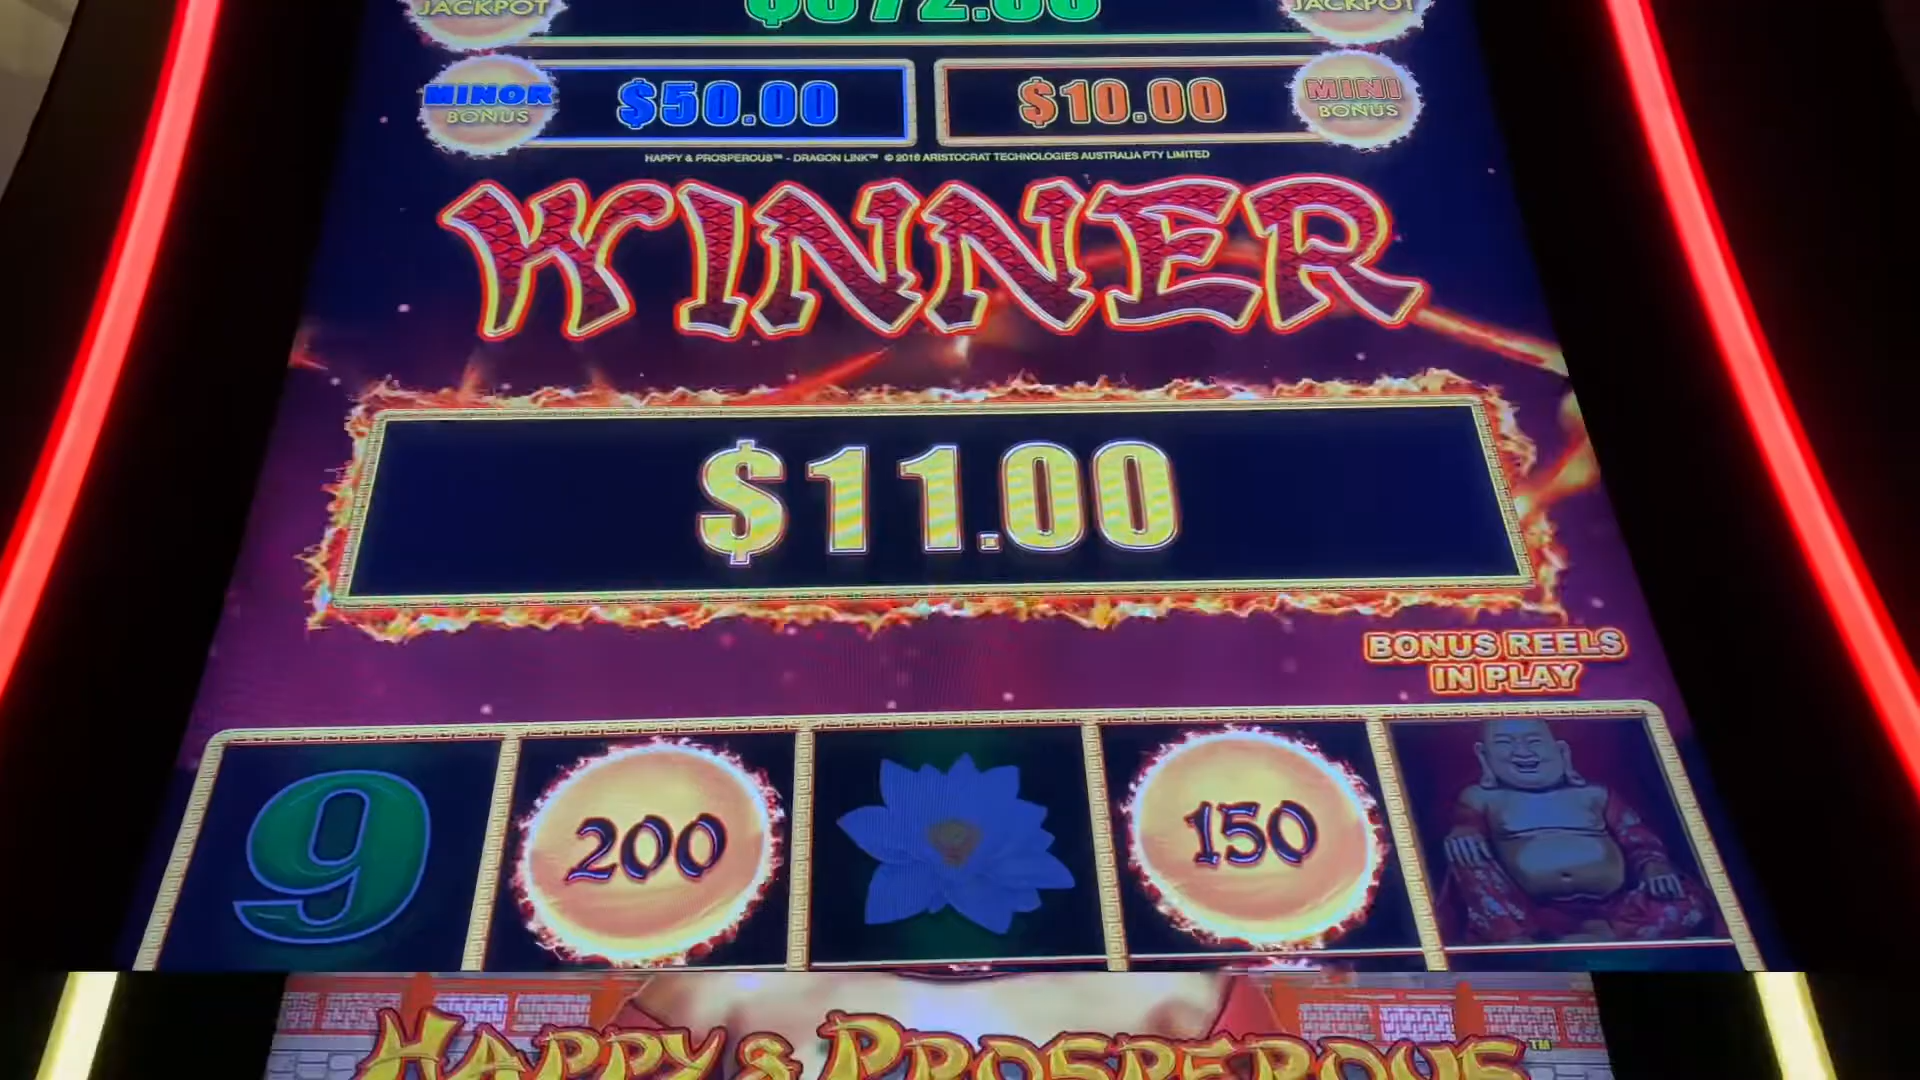 JACKPOT
JACKPOT
MINOR
BONUS
$50.00
$10.00
MINI
BONUS
HAPPY & PROSPEROUS™ - DRAGON LINK™ © 2016 ARISTOCRAT TECHNOLOGIES AUSTRALIA PTY LIMITED
WINNER
$11.00
BONUS REELS
IN PLAY
9
200
150
HAPPY & PROSPEROUS™